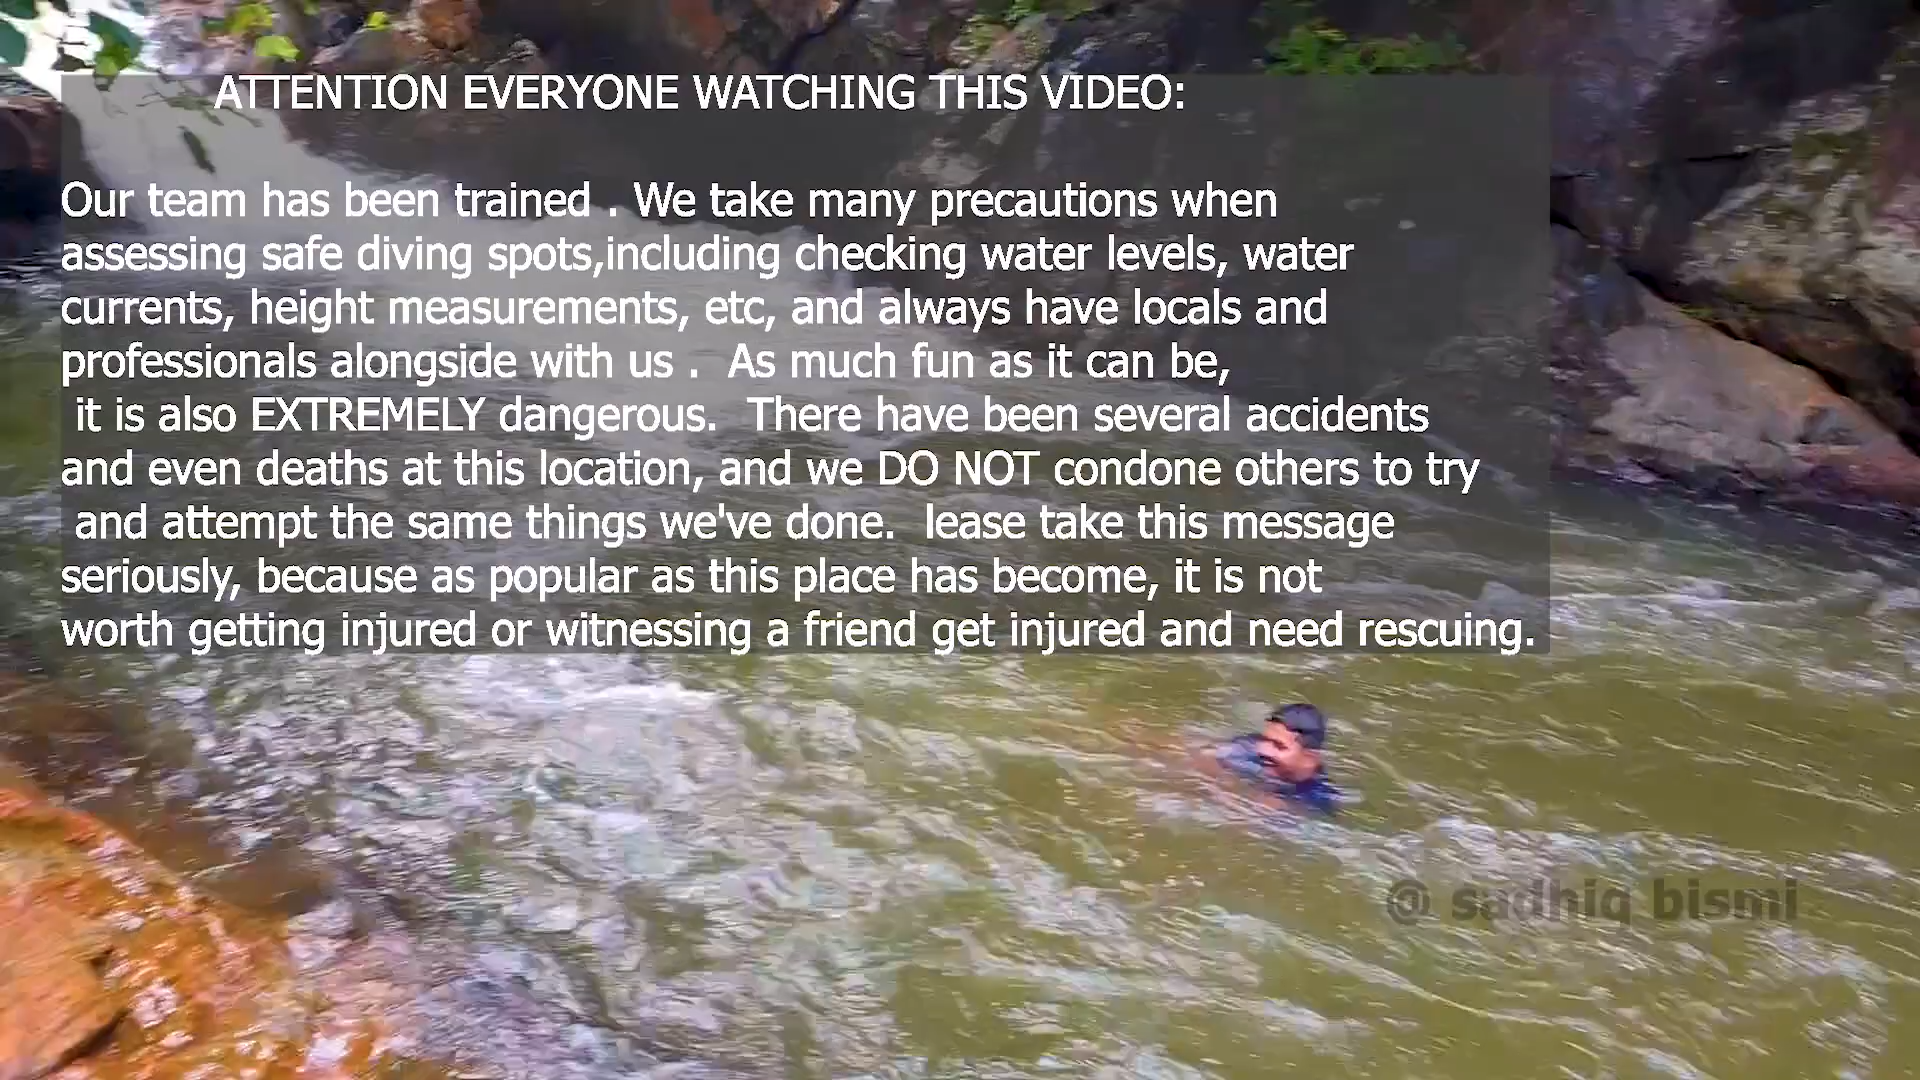 ATTENTION EVERYONE WATCHING THIS VIDEO:
Our team has been trained . We take many precautions when
assessing safe diving spots,including checking water levels, water
currents, height measurements, etc, and always have locals and
professionals alongside with us .  As much fun as it can be,
it is also EXTREMELY dangerous.  There have been several accidents
and even deaths at this location, and we DO NOT condone others to try
and attempt the same things we've done.  lease take this message
seriously, because as popular as this place has become, it is not
worth getting injured or witnessing a friend get injured and need rescuing.
@ sadhiq bismi